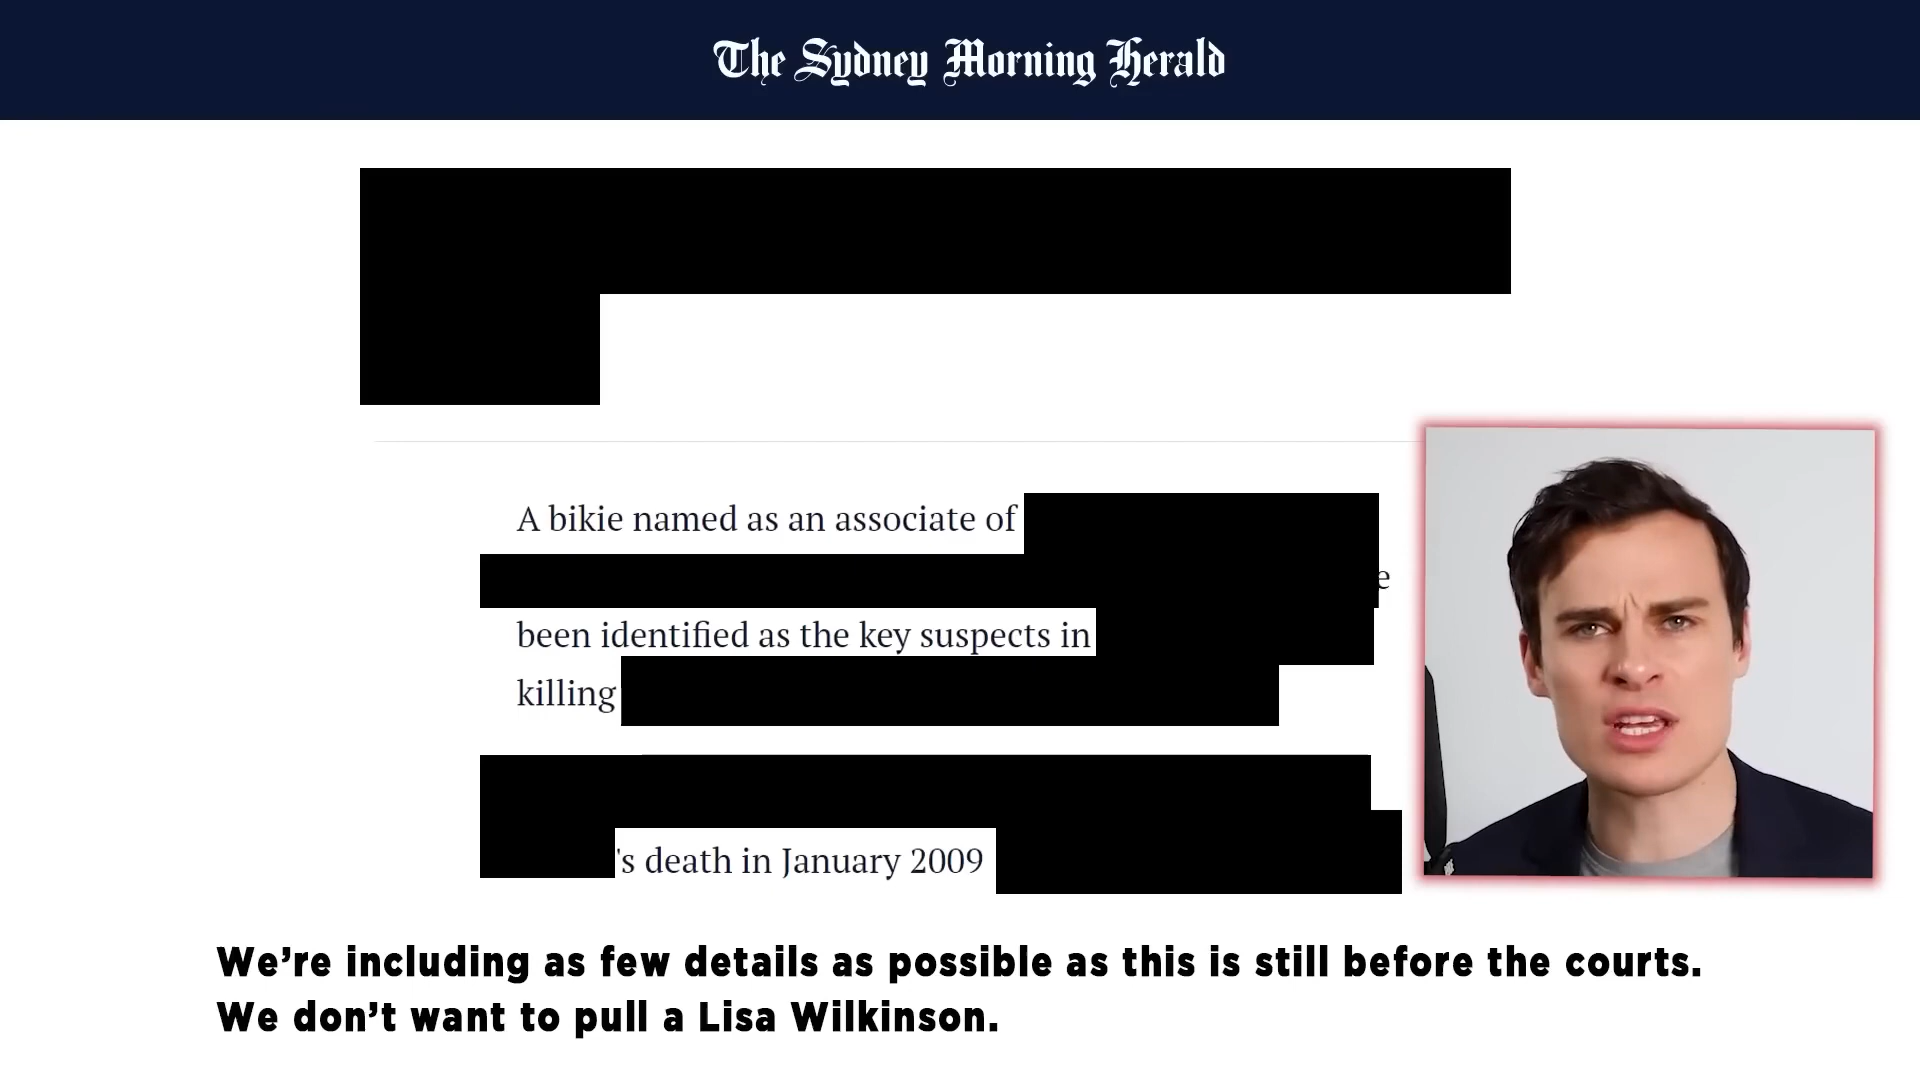 The Sydney Morning Herald
A bikie named as an associate of
e
been identified as the key suspects in
killing
's death in January 2009
We’re including as few details as possible as this is still before the courts.
We don’t want to pull a Lisa Wilkinson.